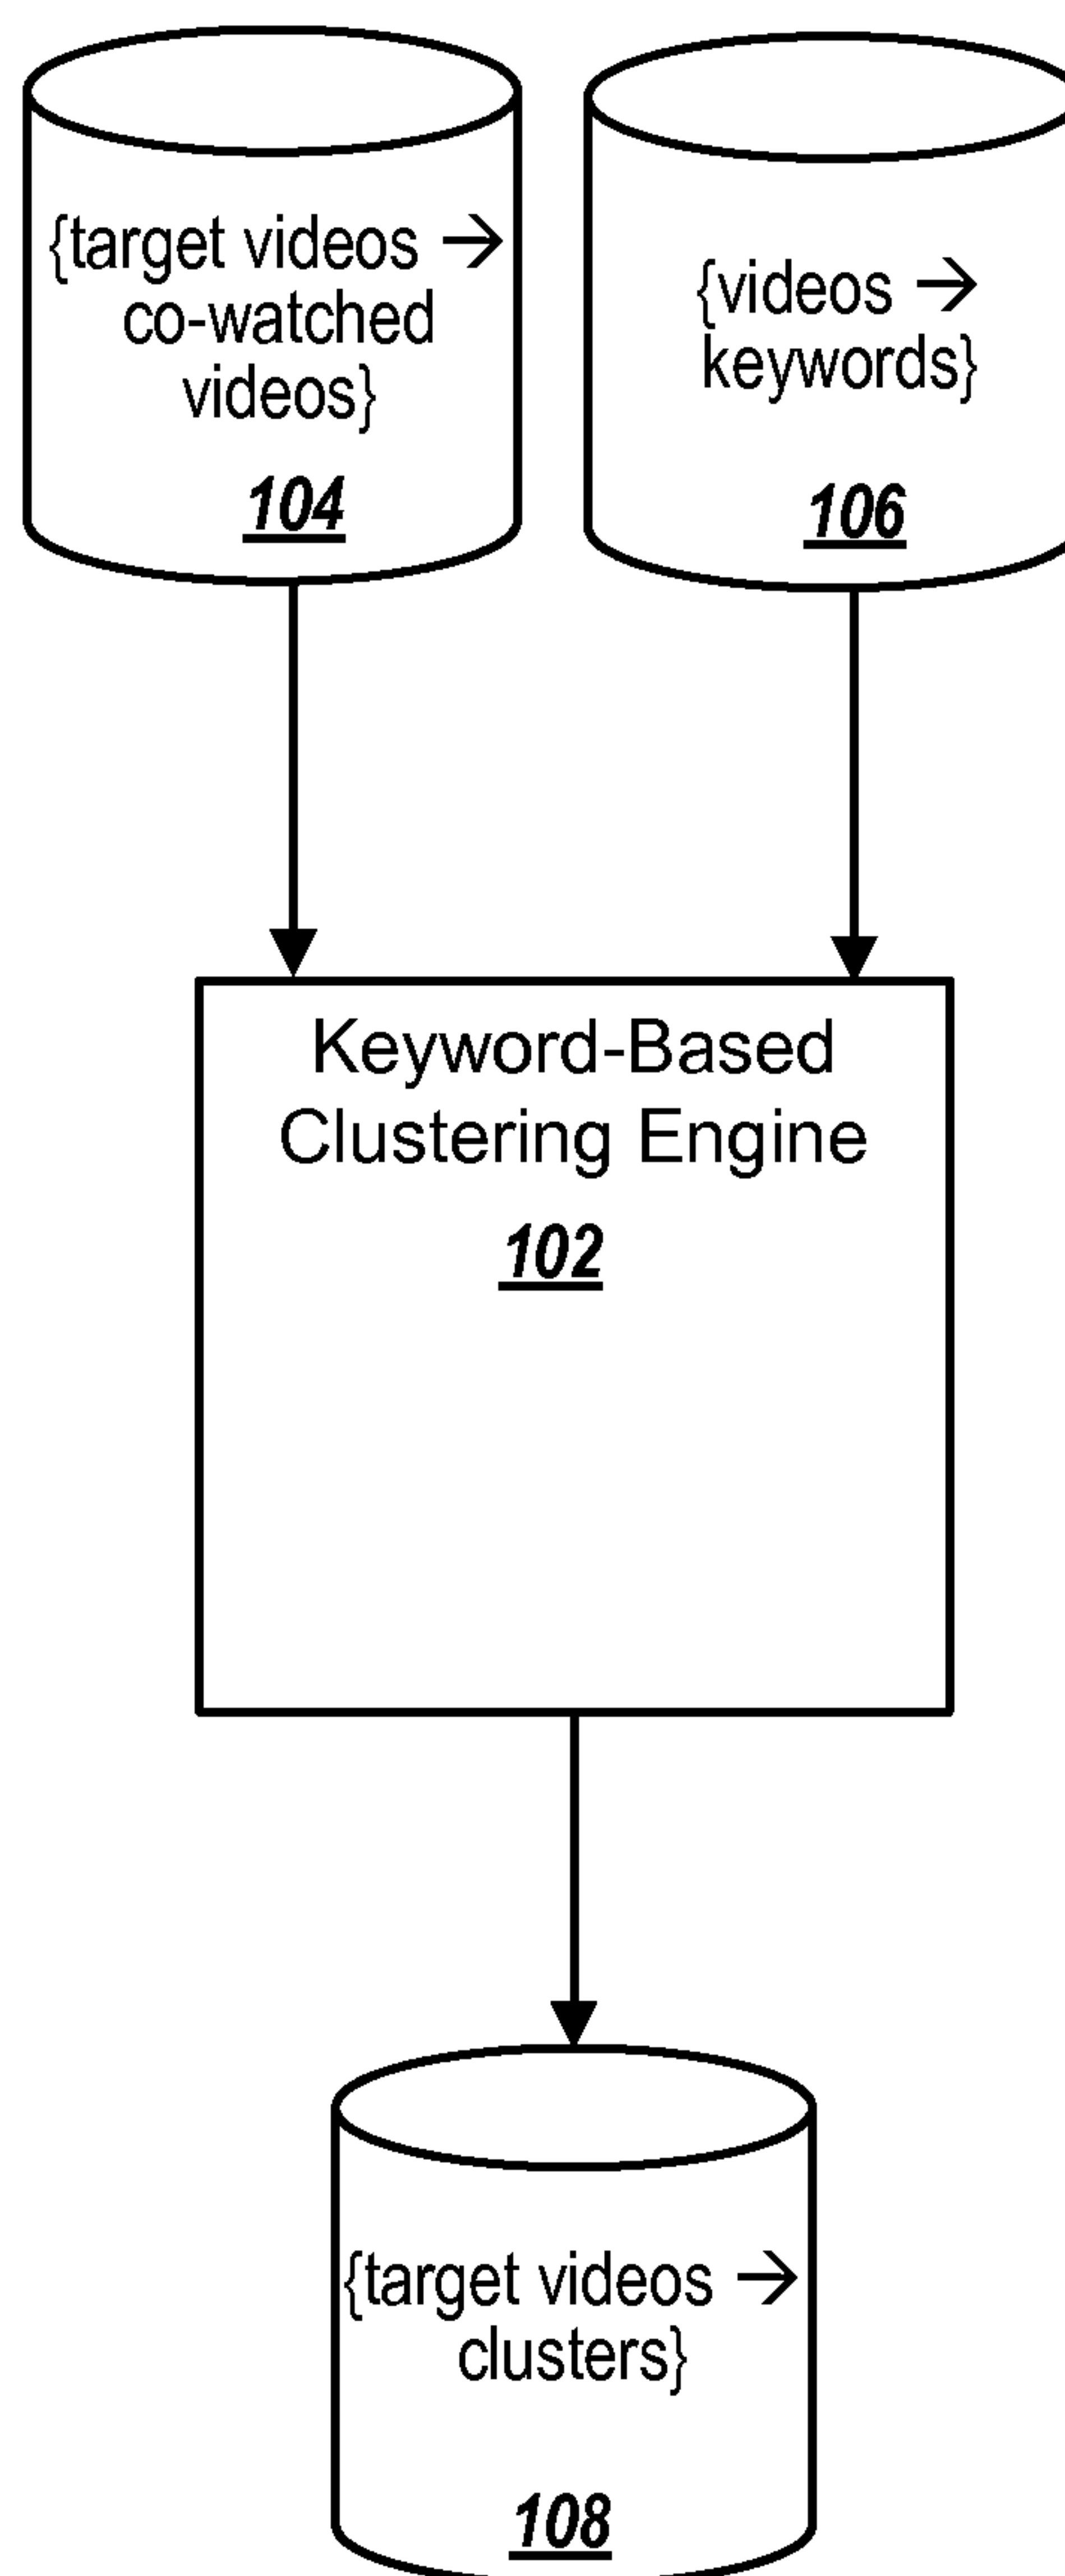 {target videos →
co-watched
videos}
104
{videos →
keywords}
106
Keyword-Based
Clustering Engine
102
{target videos →
clusters}
108